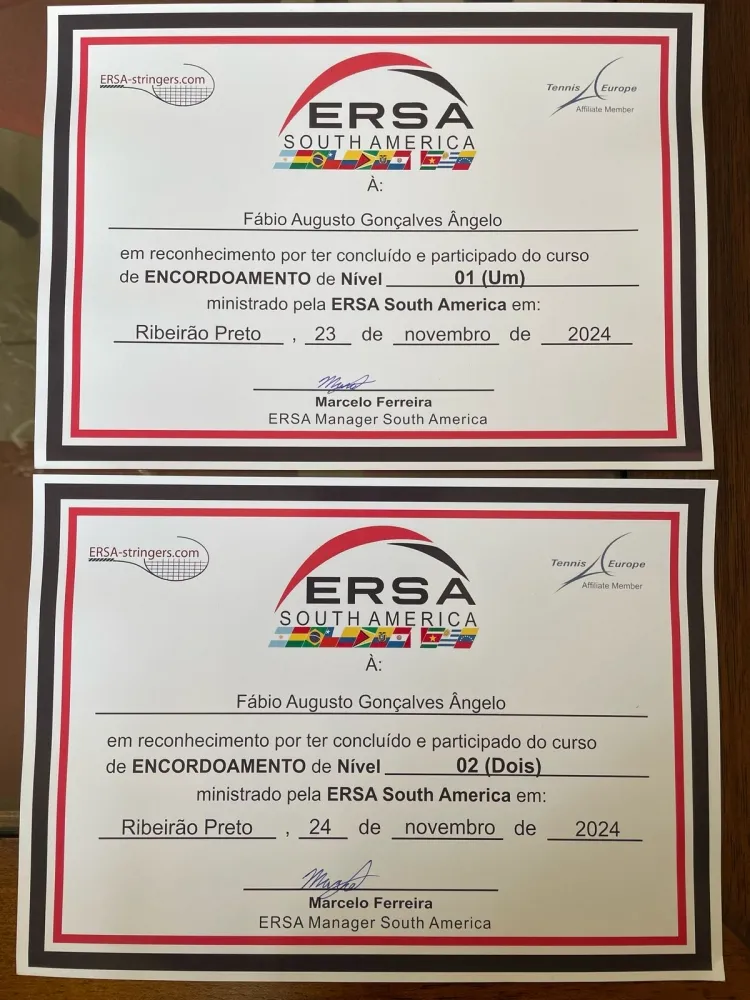 ERSA-stringers.com
Tennis Europe
Affiliate Member
ERSA
SOUTH AMERICA
À:
Fábio Augusto Gonçalves Ângelo
em reconhecimento por ter concluído e participado do curso
de ENCORDOAMENTO de Nível 01 (Um)
ministrado pela ERSA South America em:
Ribeirão Preto , 23 de novembro de 2024
Marcelo Ferreira
ERSA Manager South America
ERSA-stringers.com
Tennis Europe
Affiliate Member
ERSA
SOUTH AMERICA
À:
Fábio Augusto Gonçalves Ângelo
em reconhecimento por ter concluído e participado do curso
de ENCORDOAMENTO de Nível 02 (Dois)
ministrado pela ERSA South America em:
Ribeirão Preto , 24 de novembro de 2024
Marcelo Ferreira
ERSA Manager South America